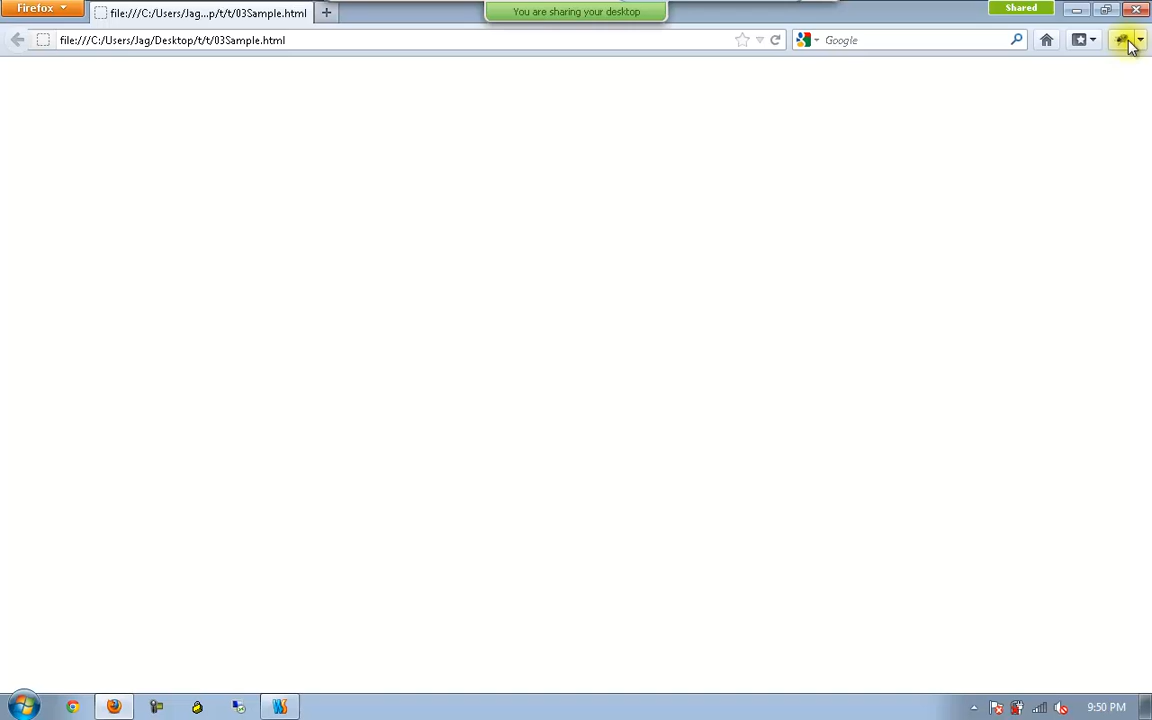 Firefox
file:///C:/Users/Jag...p/t/t/03Sample.html
You are sharing your desktop
Shared
file:///C:/Users/Jag/Desktop/t/t/03Sample.html
Google
9:50 PM